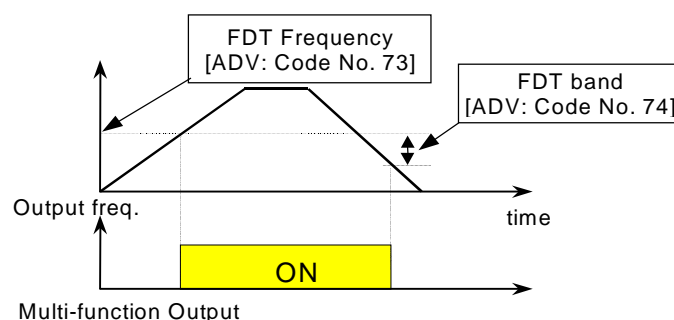 FDT Frequency
[ADV: Code No. 73]
FDT band
[ADV: Code No. 74]
Output freq.
time
ON
Multi-function Output